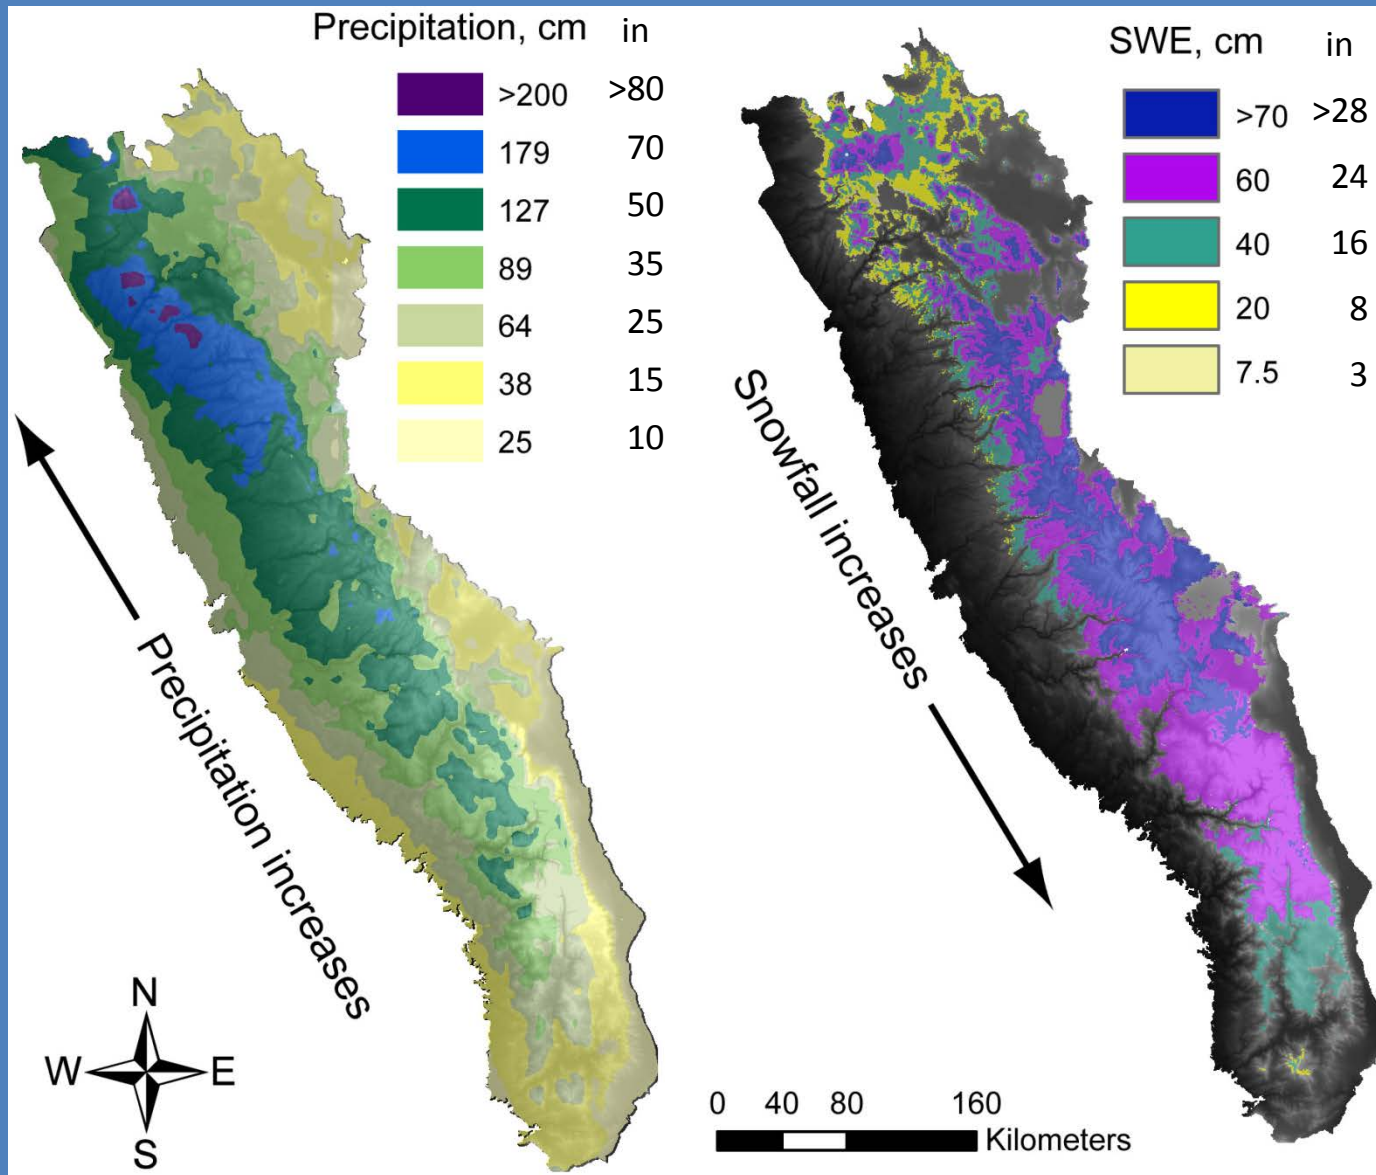 Precipitation, cm in
>200 >80
179 70
127 50
89 35
64 25
38 15
25 10
Precipitation increases
N
W E
S
SWE, cm in
>70 >28
60 24
40 16
20 8
7.5 3
Snowfall increases
0 40 80 160
Kilometers